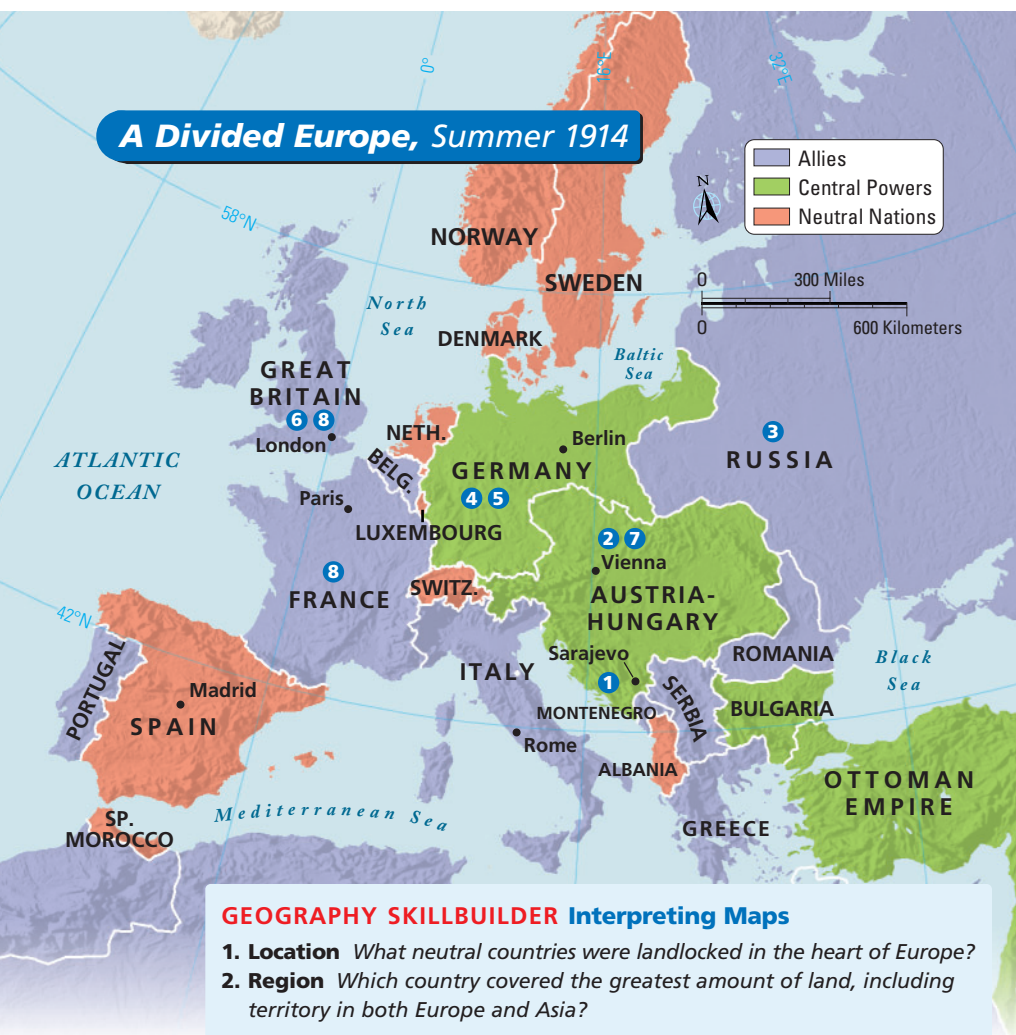 0°
16°E
32°E
A Divided Europe, Summer 1914
Allies
Central Powers
Neutral Nations
N
58°N
NORWAY
SWEDEN
0 300 Miles
0 600 Kilometers
North
Sea
DENMARK
Baltic
Sea
GREAT
BRITAIN
6 8
London
NETH.
BELG.
Berlin
GERMANY
4 5
3
RUSSIA
ATLANTIC
OCEAN
Paris
LUXEMBOURG
8
FRANCE
SWITZ.
2 7
Vienna
AUSTRIA-
HUNGARY
42°N
PORTUGAL
Madrid
SPAIN
ITALY
Sarajevo
1
MONTENEGRO
SERBIA
ROMANIA
Black
Sea
BULGARIA
Rome
ALBANIA
OTTOMAN
EMPIRE
SP.
MOROCCO
Mediterranean Sea
GREECE
GEOGRAPHY SKILLBUILDER Interpreting Maps
1. Location What neutral countries were landlocked in the heart of Europe?
2. Region Which country covered the greatest amount of land, including
territory in both Europe and Asia?